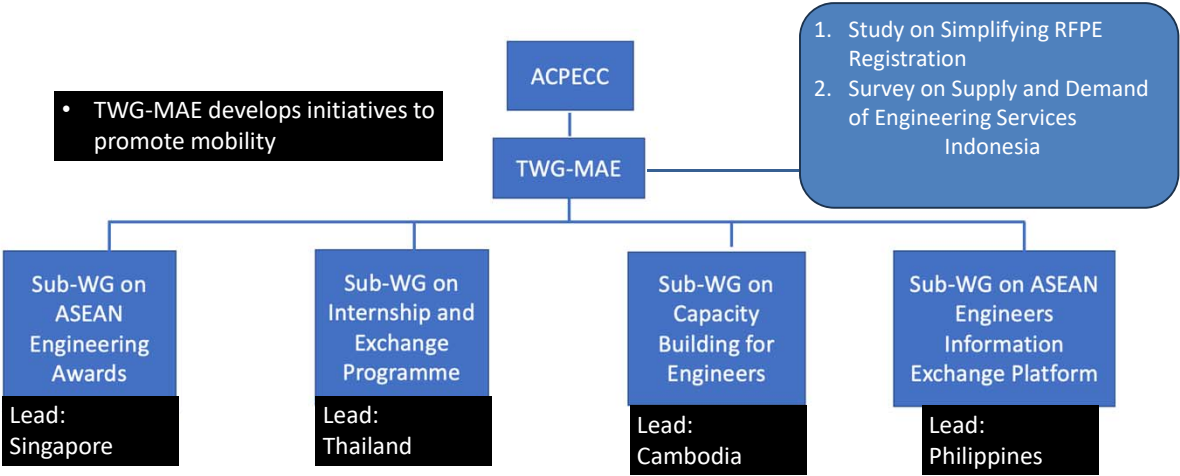 ACPECC
• TWG-MAE develops initiatives to
promote mobility
1. Study on Simplifying RFPE
Registration
2. Survey on Supply and Demand
of Engineering Services
Indonesia
TWG-MAE
Sub-WG on
ASEAN
Engineering
Awards
Lead:
Singapore
Sub-WG on
Internship and
Exchange
Programme
Lead:
Thailand
Sub-WG on
Capacity
Building for
Engineers
Lead:
Cambodia
Sub-WG on ASEAN
Engineers
Information
Exchange Platform
Lead:
Philippines